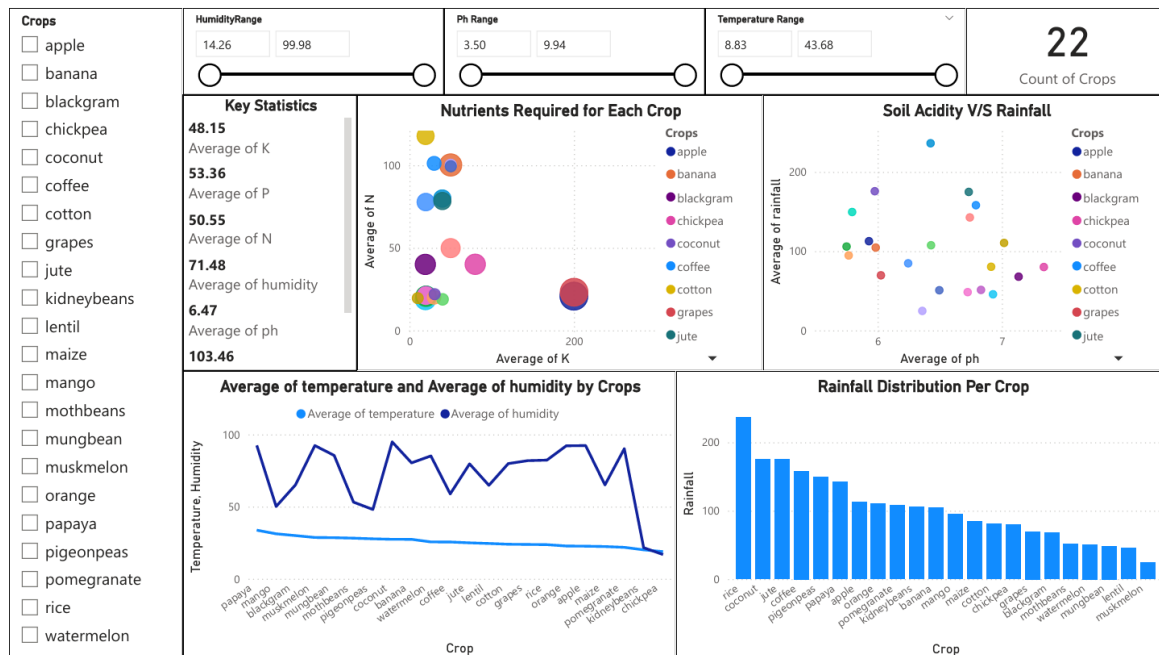 Crops
apple
banana
blackgram
chickpea
coconut
coffee
cotton
grapes
jute
kidneybeans
lentil
maize
mango
mothbeans
mungbean
muskmelon
orange
papaya
pigeonpeas
pomegranate
rice
watermelon
HumidityRange
14.26 99.98
Ph Range
3.50 9.94
Temperature Range
8.83 43.68
22
Count of Crops
Key Statistics
48.15
Average of K
53.36
Average of P
50.55
Average of N
71.48
Average of humidity
6.47
Average of ph
103.46
Nutrients Required for Each Crop
Average of N
100
50
0
0 200
Average of K
Crops
apple
banana
blackgram
chickpea
coconut
coffee
cotton
grapes
jute
Soil Acidity V/S Rainfall
Average of rainfall
200
100
0
6 7
Average of ph
Crops
apple
banana
blackgram
chickpea
coconut
coffee
cotton
grapes
jute
Average of temperature and Average of humidity by Crops
Average of temperature Average of humidity
Temperature, Humidity
100
50
0
papaya
mango
blackgram
muskmelon
mungbean
mothbeans
pigeonpeas
coconut
banana
watermelon
coffee
jute
lentil
cotton
grapes
rice
orange
apple
maize
pomegranate
kidneybeans
chickpea
Crop
Rainfall Distribution Per Crop
Rainfall
200
100
0
rice
coconut
jute
coffee
pigeonpeas
papaya
apple
orange
pomegranate
kidneybeans
banana
mango
maize
cotton
chickpea
grapes
blackgram
mothbeans
watermelon
mungbean
lentil
muskmelon
Crop